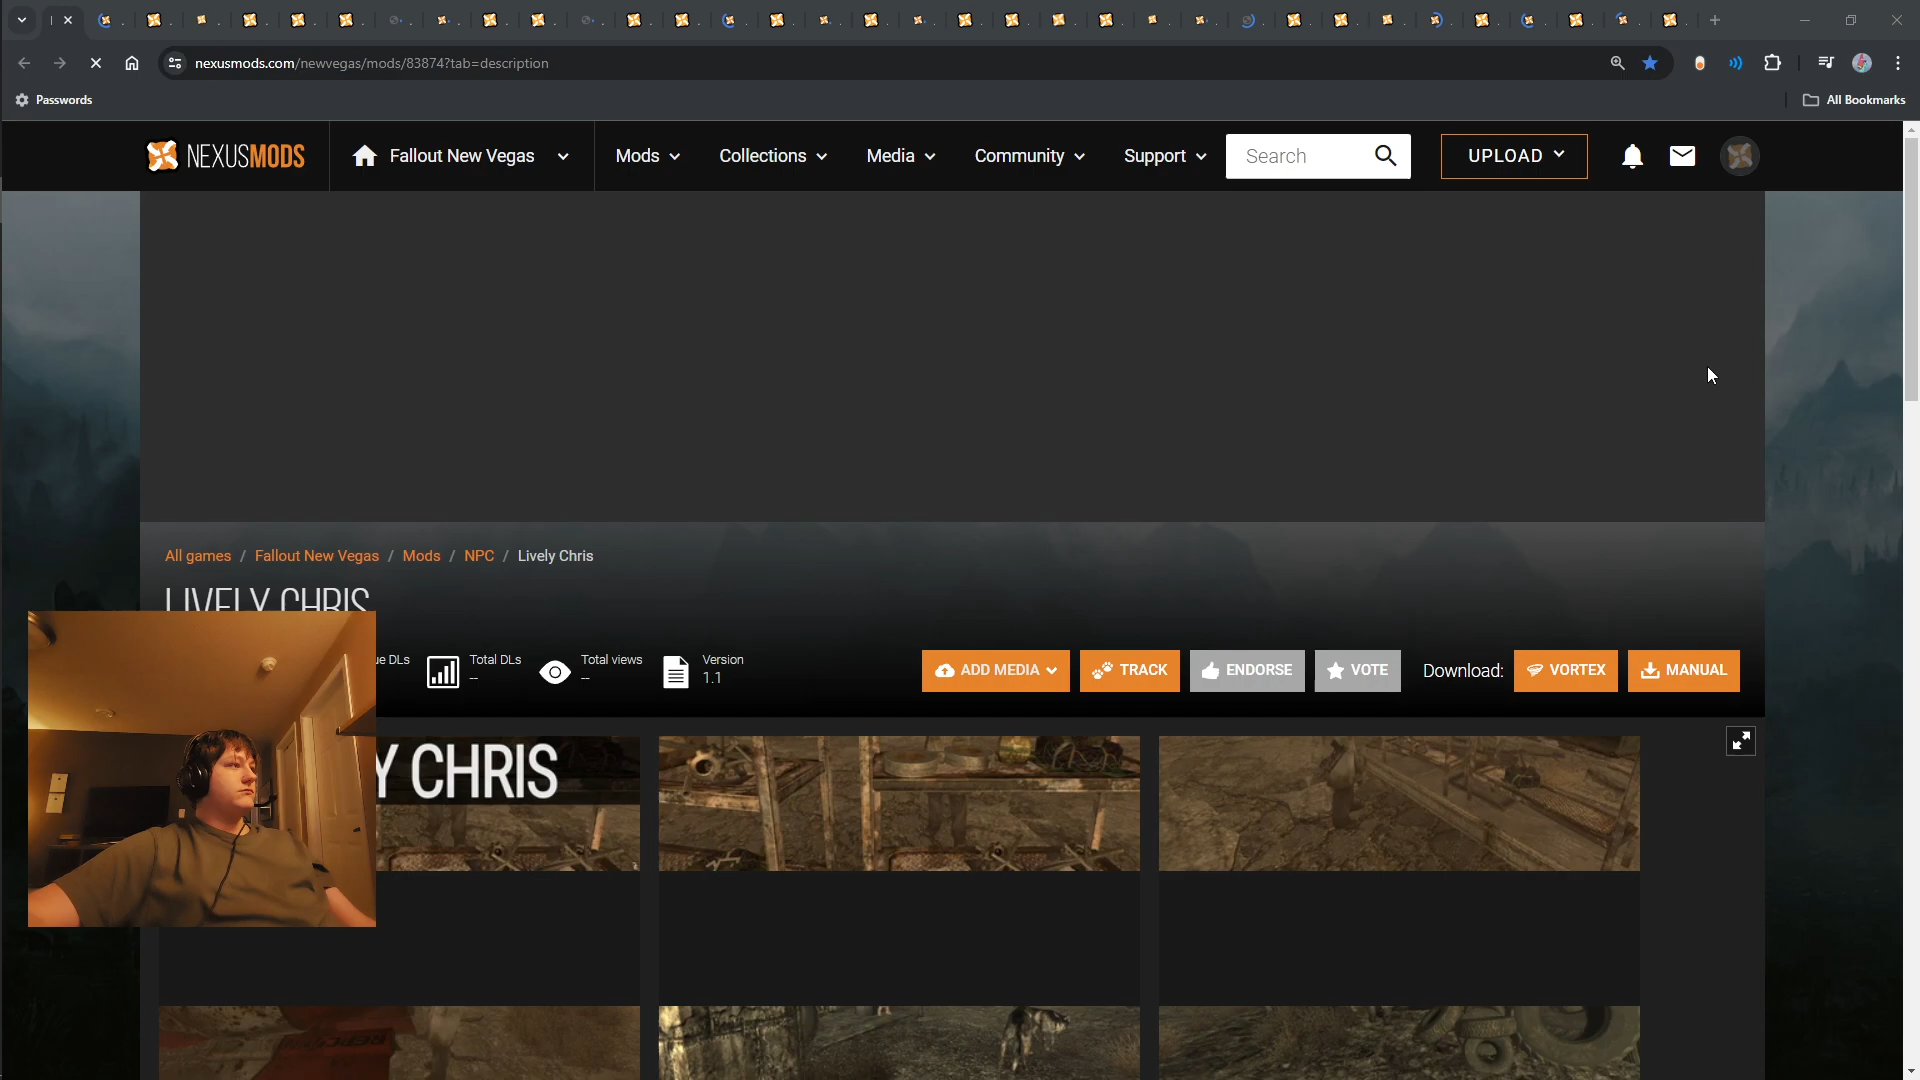 nexusmods.com/newvegas/mods/83874?tab=description
Passwords
All Bookmarks
NEXUSMODS
Fallout New Vegas
Mods
Collections
Media
Community
Support
Search
UPLOAD
All games / Fallout New Vegas / Mods / NPC / Lively Chris
LIVELY CHRIS
ue DLs
Total DLs
--
Total views
--
Version
1.1
ADD MEDIA
TRACK
ENDORSE
VOTE
Download:
VORTEX
MANUAL
Y CHRIS